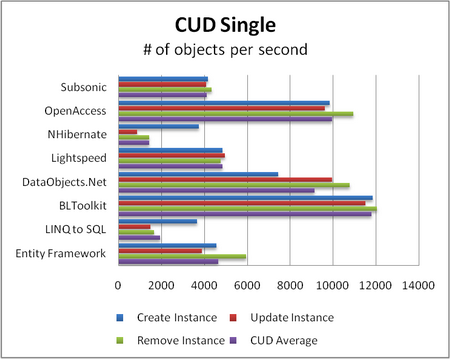 CUD Single
# of objects per second
Subsonic
OpenAccess
NHibernate
Lightspeed
DataObjects.Net
BLToolkit
LINQ to SQL
Entity Framework
0 2000 4000 6000 8000 10000 12000 14000
Create Instance Update Instance
Remove Instance CUD Average